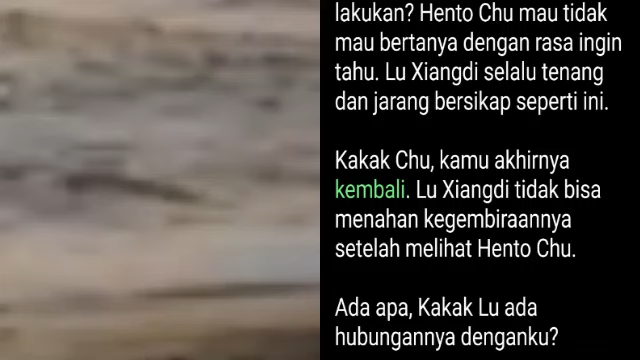 lakukan? Hento Chu mau tidak
mau bertanya dengan rasa ingin
tahu. Lu Xiangdi selalu tenang
dan jarang bersikap seperti ini.
Kakak Chu, kamu akhirnya
kembali. Lu Xiangdi tidak bisa
menahan kegembiraannya
setelah melihat Hento Chu.
Ada apa, Kakak Lu ada
hubungannya denganku?